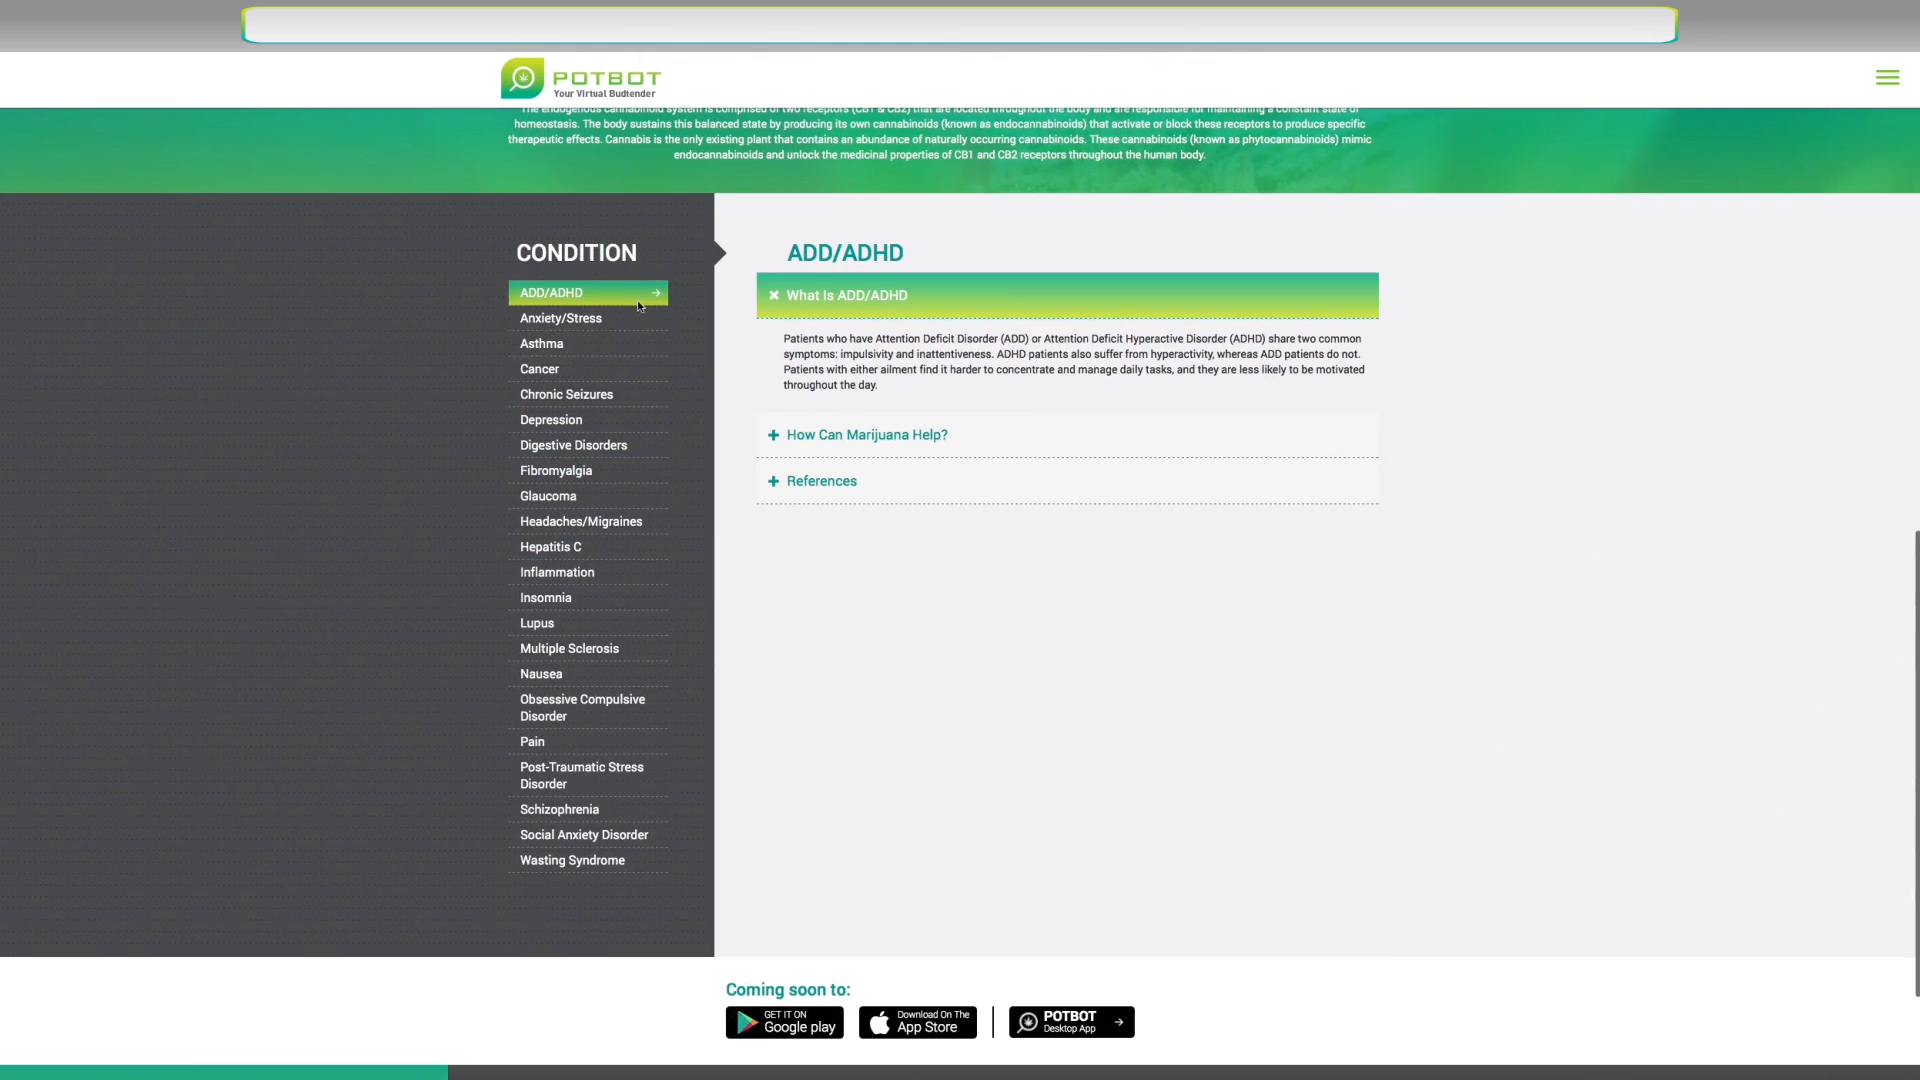 POTBOT
Your Virtual Budtender
The endogenous cannabinoid system is comprised of two receptors (CB1 & CB2) that are located throughout the body and are responsible for maintaining a constant state of
homeostasis. The body sustains this balanced state by producing its own cannabinoids (known as endocannabinoids) that activate or block these receptors to produce specific
therapeutic effects. Cannabis is the only existing plant that contains an abundance of naturally occurring cannabinoids. These cannabinoids (known as phytocannabinoids) mimic
endocannabinoids and unlock the medicinal properties of CB1 and CB2 receptors throughout the human body.
CONDITION
ADD/ADHD
Anxiety/Stress
Asthma
Cancer
Chronic Seizures
Depression
Digestive Disorders
Fibromyalgia
Glaucoma
Headaches/Migraines
Hepatitis C
Inflammation
Insomnia
Lupus
Multiple Sclerosis
Nausea
Obsessive Compulsive
Disorder
Pain
Post-Traumatic Stress
Disorder
Schizophrenia
Social Anxiety Disorder
Wasting Syndrome
ADD/ADHD
What Is ADD/ADHD
Patients who have Attention Deficit Disorder (ADD) or Attention Deficit Hyperactive Disorder (ADHD) share two common
symptoms: impulsivity and inattentiveness. ADHD patients also suffer from hyperactivity, whereas ADD patients do not.
Patients with either ailment find it harder to concentrate and manage daily tasks, and they are less likely to be motivated
throughout the day.
How Can Marijuana Help?
References
Coming soon to:
GET IT ON
Google play
Download On The
App Store
POTBOT
Desktop App